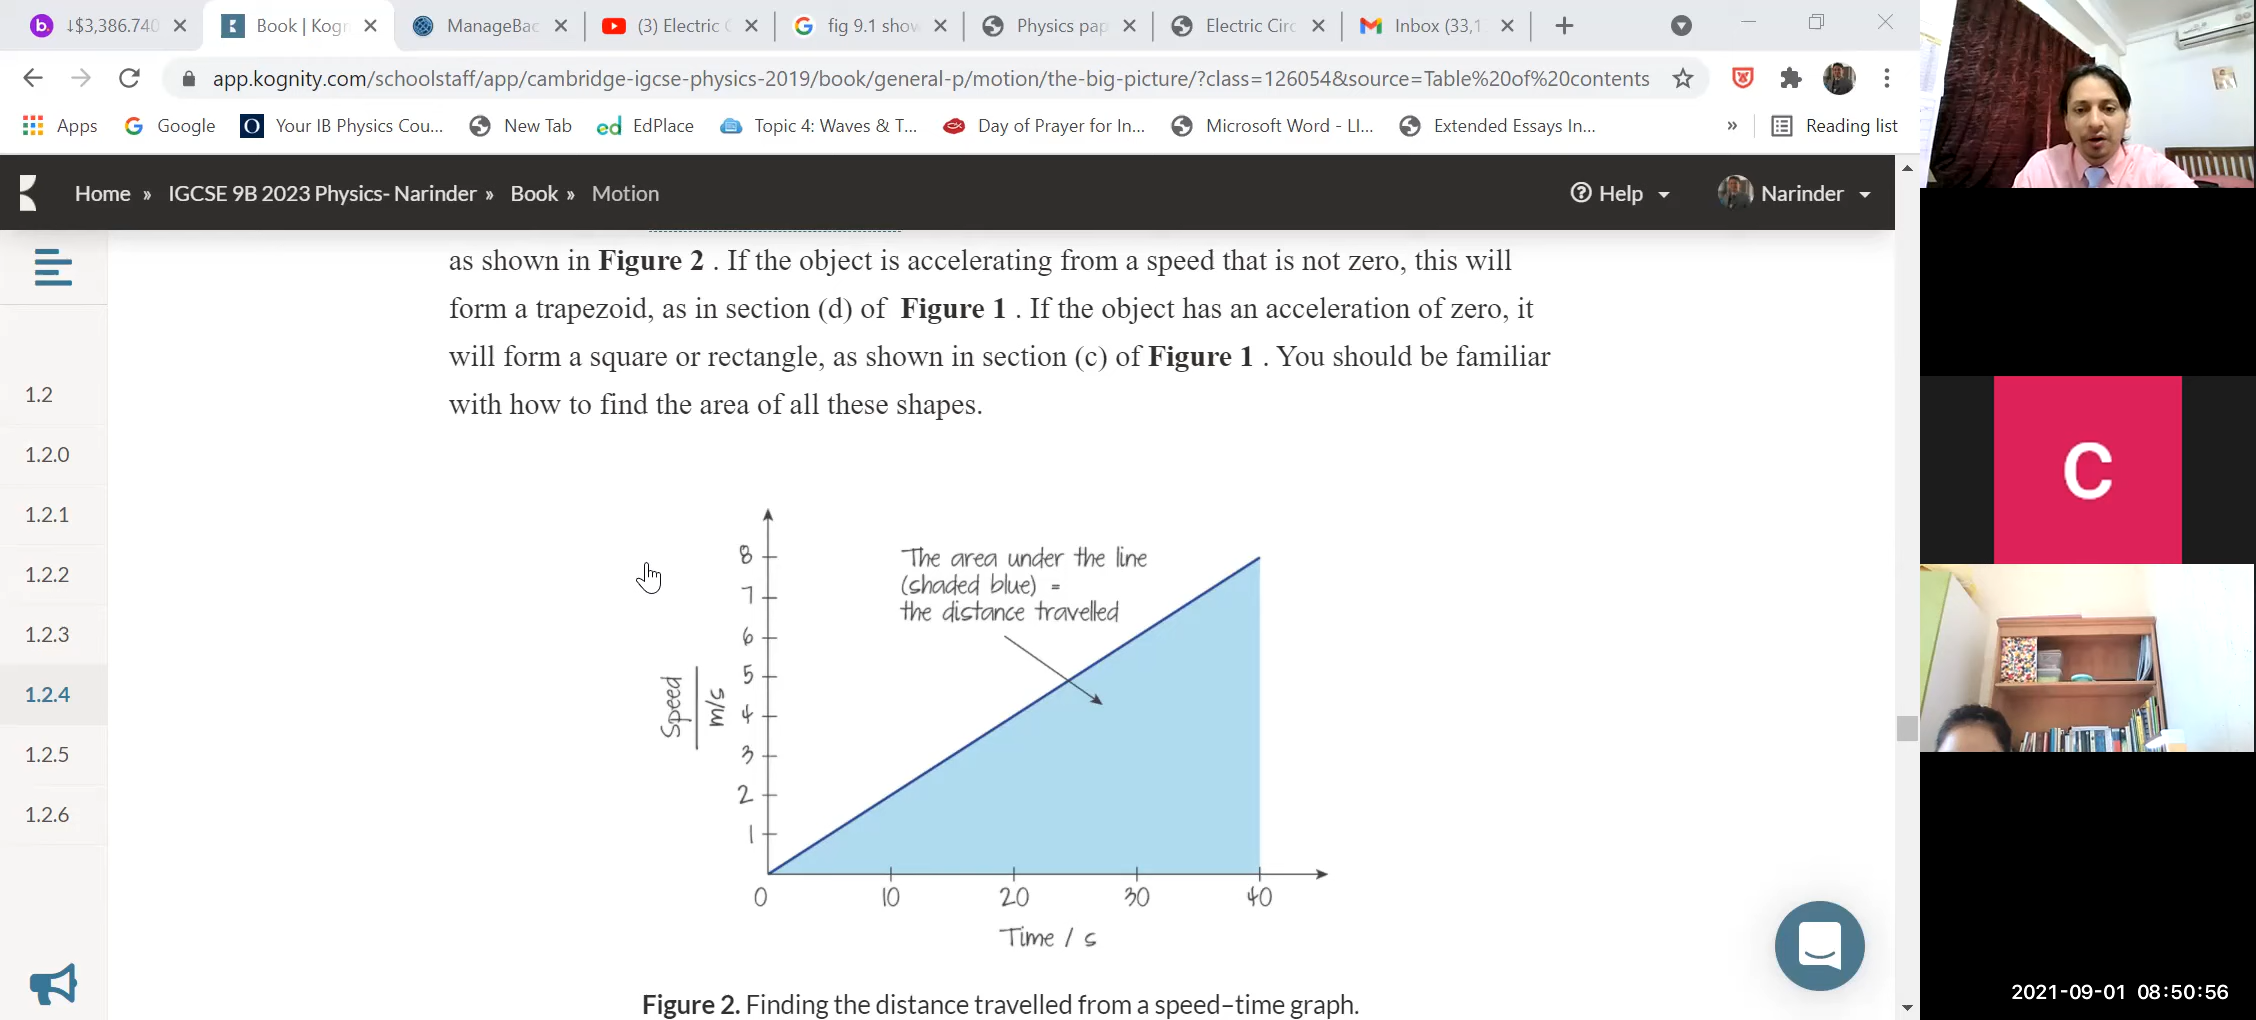 ↓$3,386.740
Book | Kogn
ManageBac
(3) Electric C
fig 9.1 show
Physics pap
Electric Circ
Inbox (33,1
app.kognity.com/schoolstaff/app/cambridge-igcse-physics-2019/book/general-p/motion/the-big-picture/?class=126054&source=Table%20of%20contents
Apps
Google
Your IB Physics Cou...
New Tab
EdPlace
Topic 4: Waves & T...
Day of Prayer for In...
Microsoft Word - LI...
Extended Essays In...
»
Reading list
Home » IGCSE 9B 2023 Physics- Narinder » Book » Motion
Help
Narinder
as shown in Figure 2 . If the object is accelerating from a speed that is not zero, this will
form a trapezoid, as in section (d) of Figure 1 . If the object has an acceleration of zero, it
will form a square or rectangle, as shown in section (c) of Figure 1 . You should be familiar
with how to find the area of all these shapes.
1.2
1.2.0
1.2.1
1.2.2
1.2.3
1.2.4
1.2.5
1.2.6
8
7
6
5
4
3
2
1
Speed
m/s
The area under the line
(shaded blue) =
the distance travelled
0 10 20 30 40
Time / s
Figure 2. Finding the distance travelled from a speed–time graph.
C
2021-09-01 08:50:56